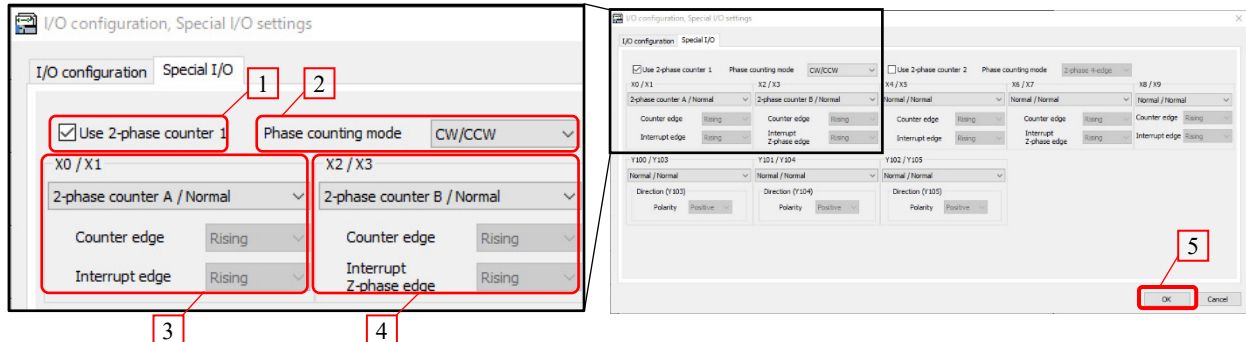 I/O configuration, Special I/O settings
I/O configuration Special I/O
1
2
Use 2-phase counter 1 Phase counting mode CW/CCW
X0 / X1 X2 / X3
2-phase counter A / Normal 2-phase counter B / Normal
Counter edge Rising Counter edge Rising
Interrupt edge Rising Interrupt Z-phase edge Rising
3
4
I/O configuration, Special I/O settings
I/O configuration Special I/O
Use 2-phase counter 1 Phase counting mode CW/CCW Use 2-phase counter 2 Phase counting mode 2-phase 4-edge
X0 / X1 X2 / X3 X4 / X5 X6 / X7 X8 / X9
2-phase counter A / Normal 2-phase counter B / Normal Normal / Normal Normal / Normal Normal / Normal
Counter edge Rising Counter edge Rising Counter edge Rising Counter edge Rising Counter edge Rising
Interrupt edge Rising Interrupt Z-phase edge Rising Interrupt edge Rising Interrupt Z-phase edge Rising Interrupt edge Rising
Y100 / Y103 Y101 / Y104 Y102 / Y105
Normal / Normal Normal / Normal Normal / Normal
Direction (Y103) Direction (Y104) Direction (Y105)
Polarity Positive Polarity Positive Polarity Positive
5
OK Cancel